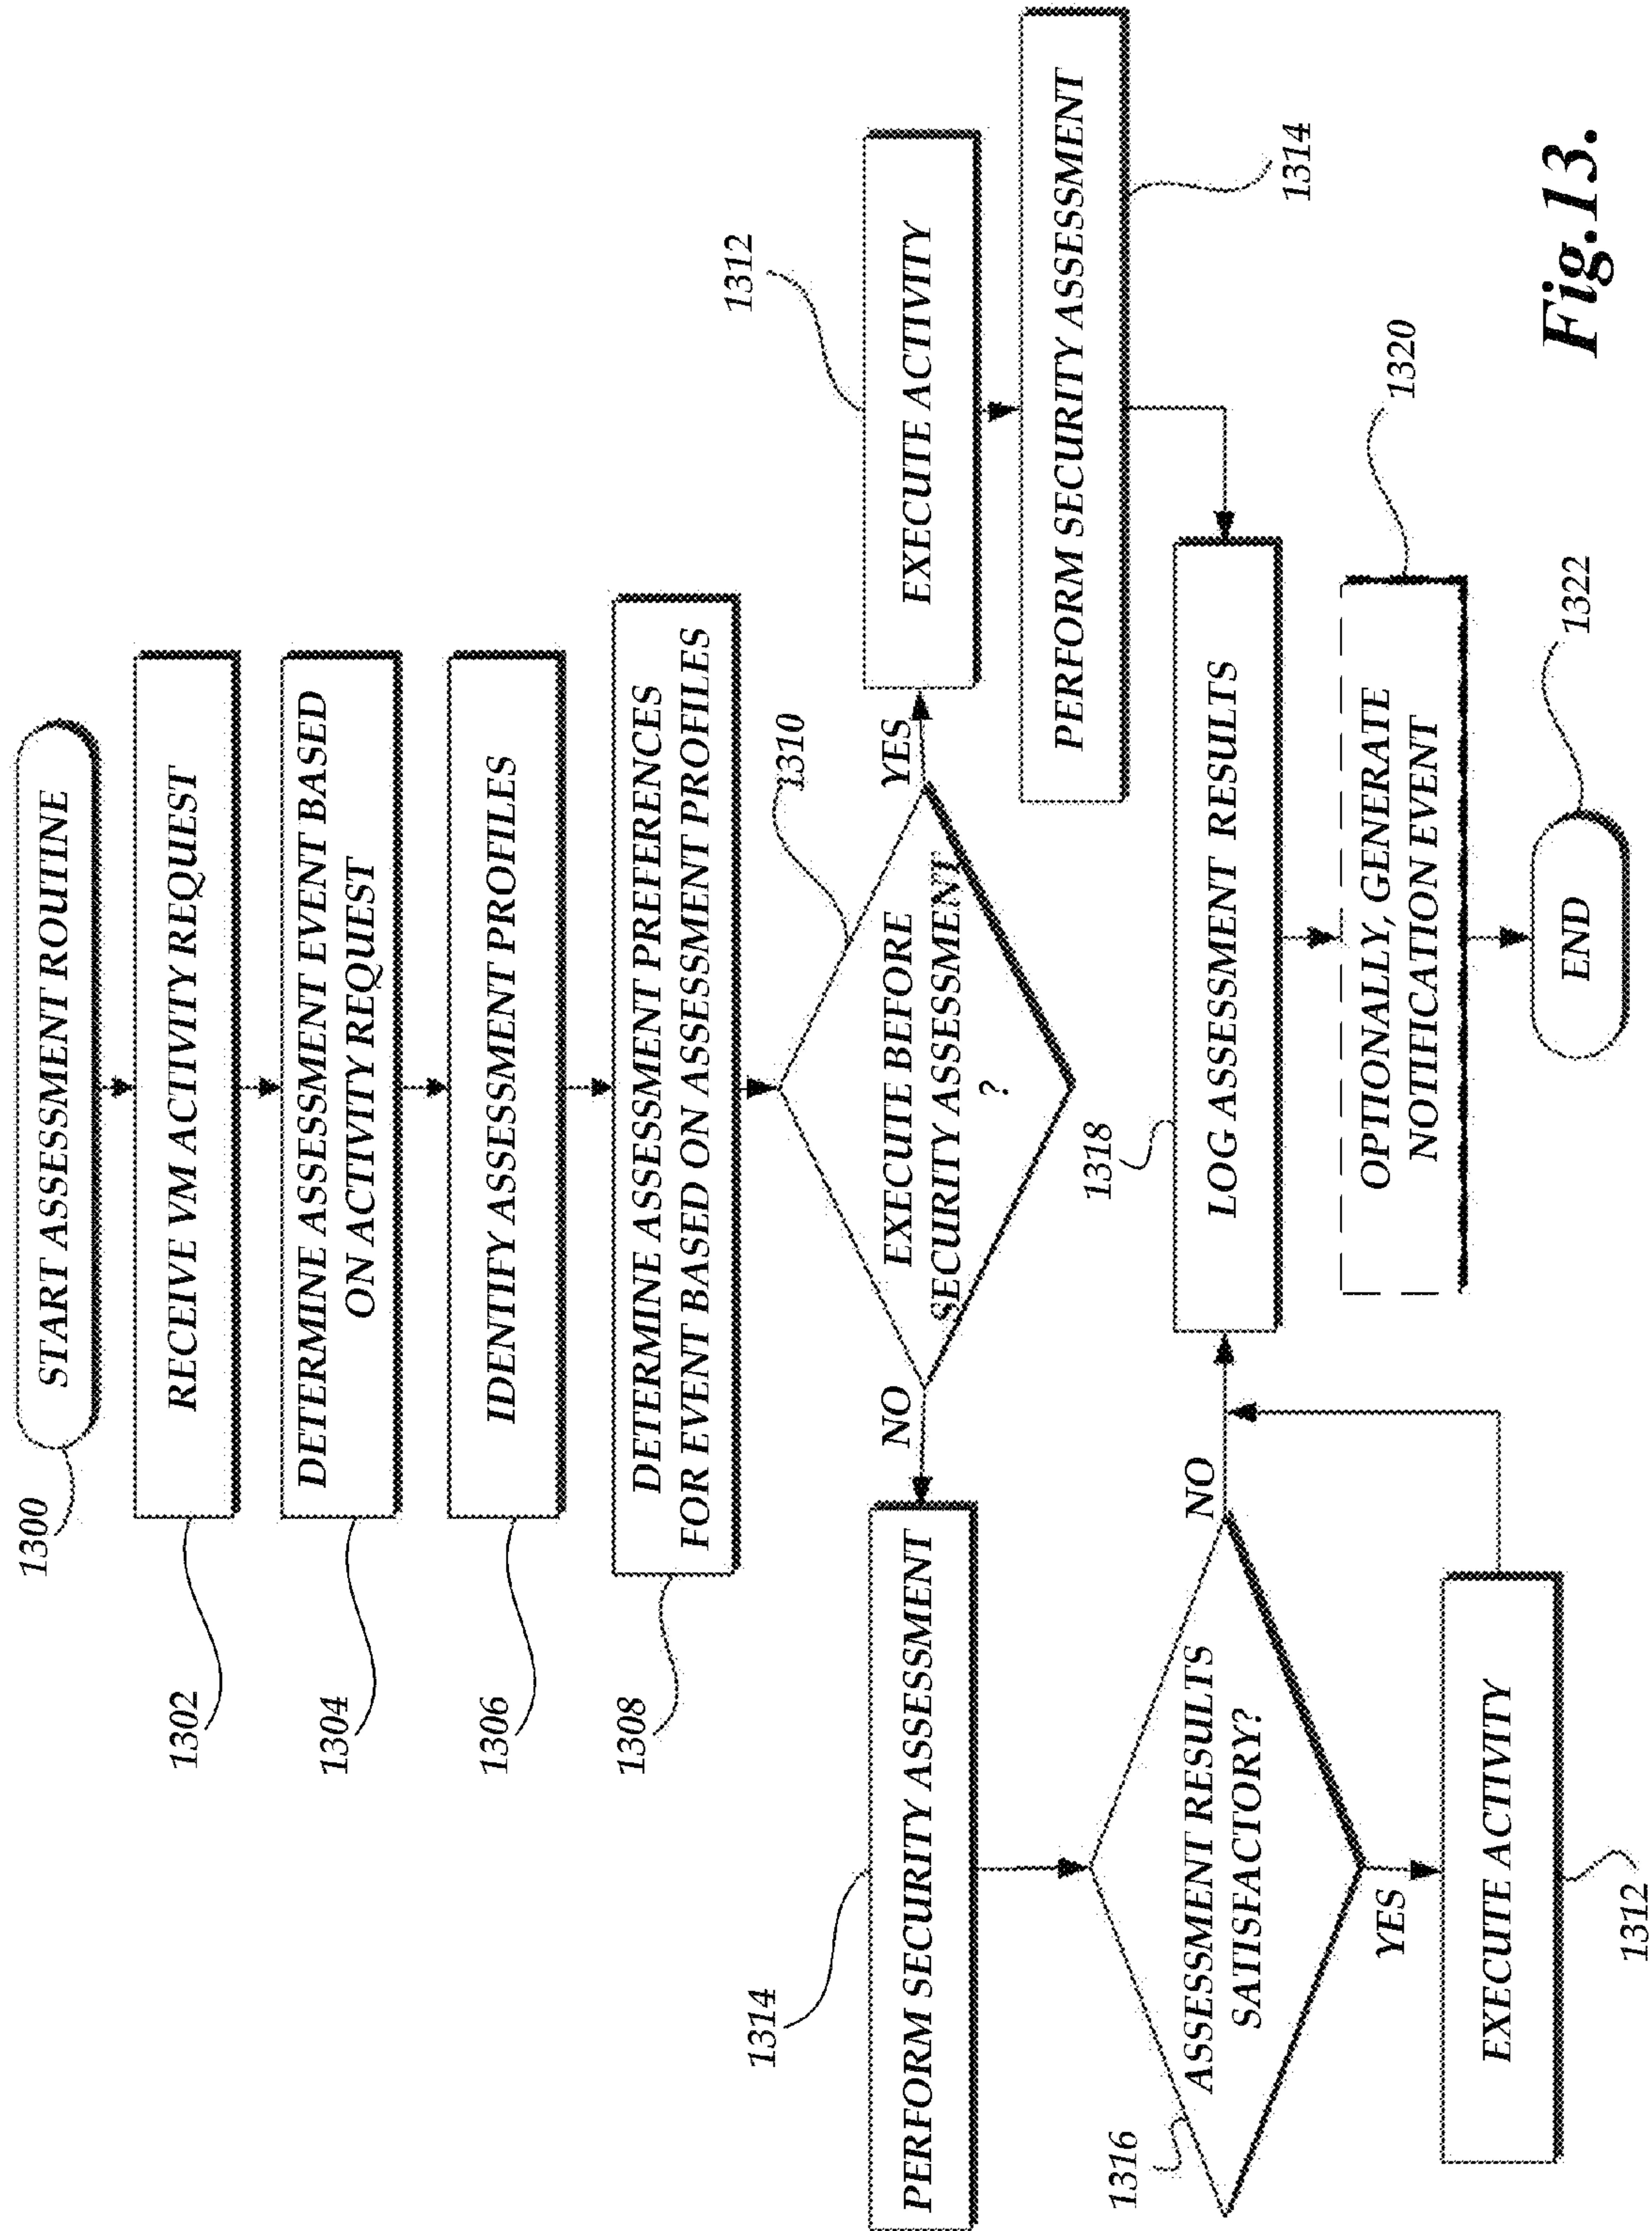 1300
START ASSESSMENT ROUTINE
1302
RECEIVE VM ACTIVITY REQUEST
1304
DETERMINE ASSESSMENT EVENT BASED
ON ACTIVITY REQUEST
1306
IDENTIFY ASSESSMENT PROFILES
1308
DETERMINE ASSESSMENT PREFERENCES
FOR EVENT BASED ON ASSESSMENT PROFILES
1310
EXECUTE BEFORE
SECURITY ASSESSMENT
?
NO
YES
1314
PERFORM SECURITY ASSESSMENT
1312
EXECUTE ACTIVITY
PERFORM SECURITY ASSESSMENT
1314
1316
ASSESSMENT RESULTS
SATISFACTORY?
NO
YES
EXECUTE ACTIVITY
1312
1318
LOG ASSESSMENT RESULTS
OPTIONALLY, GENERATE
NOTIFICATION EVENT
1320
END
1322
Fig.13.